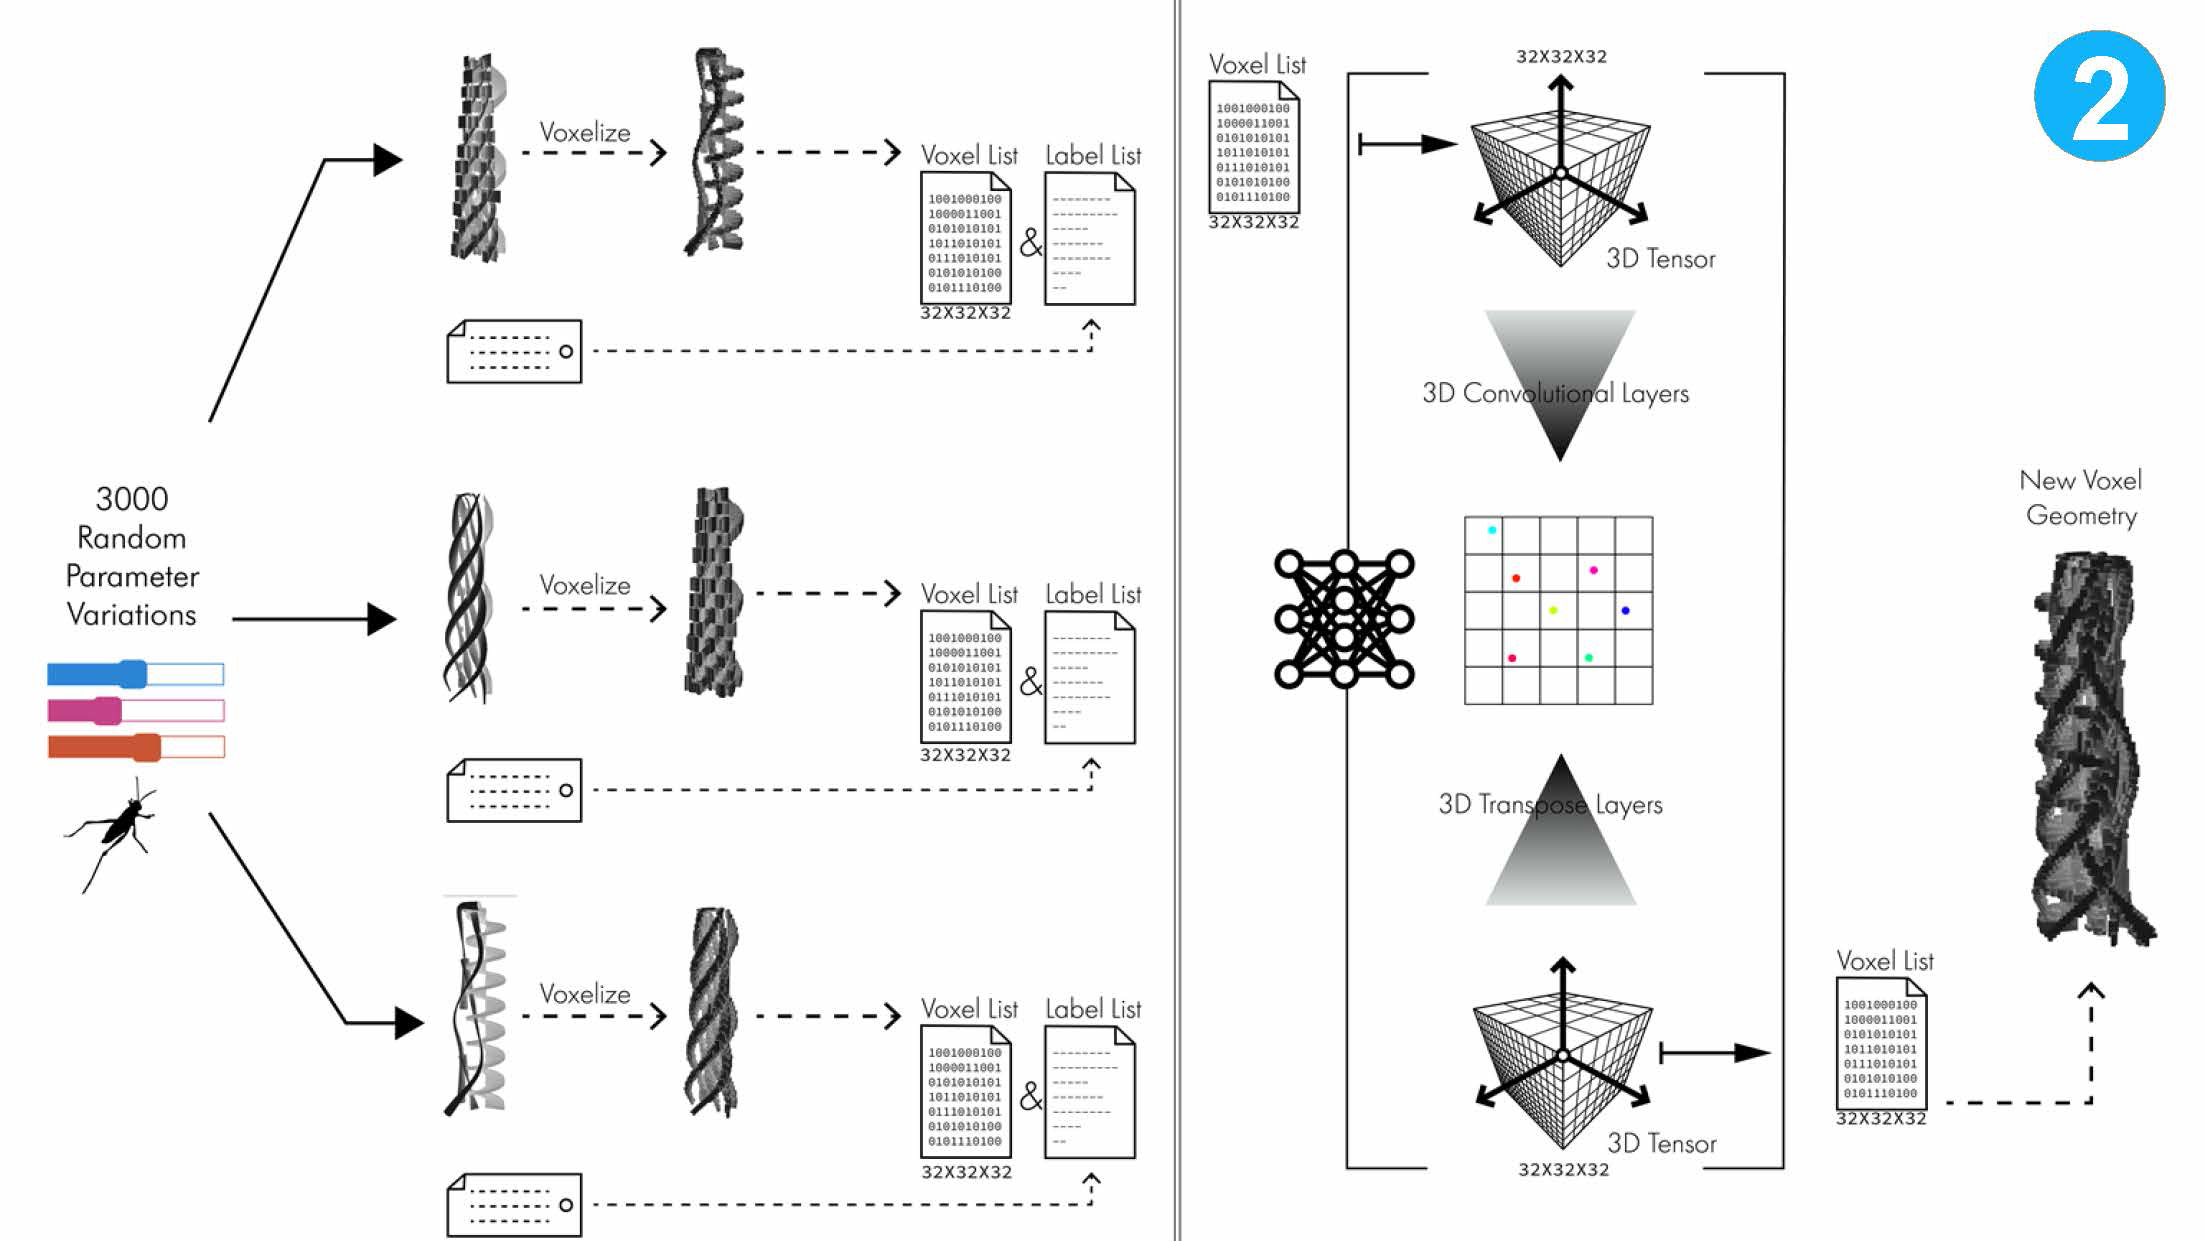 3000
Random
Parameter
Variations
Voxelize
Voxel List
Label List
1001000100
1000011001
0101010101
1011010101
0111010101
0101010100
0101110100
&
32X32X32
Voxelize
Voxel List
Label List
1001000100
1000011001
0101010101
1011010101
0111010101
0101010100
0101110100
&
32X32X32
Voxelize
Voxel List
Label List
1001000100
1000011001
0101010101
1011010101
0111010101
0101010100
0101110100
&
32X32X32
Voxel List
1001000100
1000011001
0101010101
1011010101
0111010101
0101010100
0101110100
32X32X32
32X32X32
3D Tensor
3D Convolutional Layers
3D Transpose Layers
3D Tensor
32X32X32
Voxel List
1001000100
1000011001
0101010101
1011010101
0111010101
0101010100
0101110100
32X32X32
New Voxel
Geometry
2